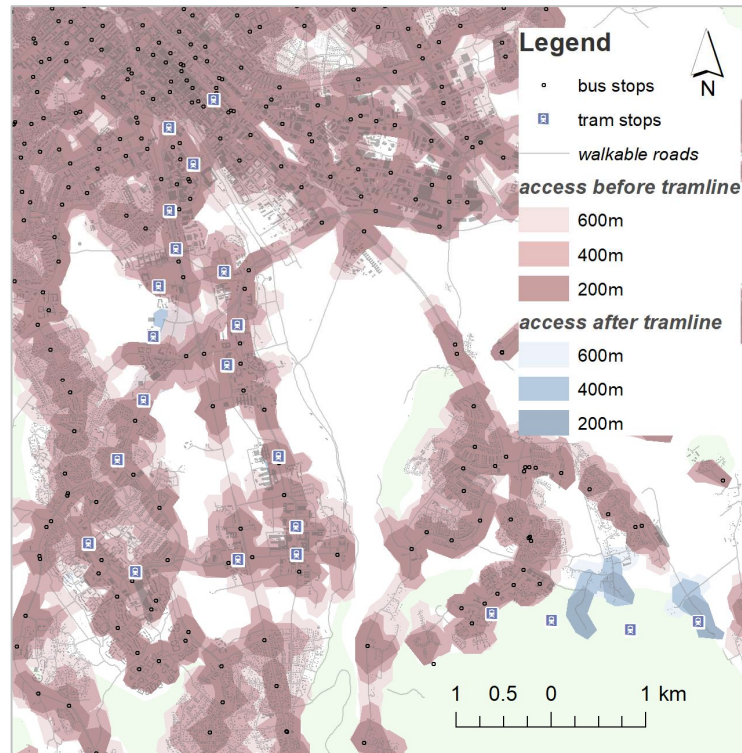 Legend
N
bus stops
tram stops
walkable roads
access before tramline
600m
400m
200m
access after tramline
600m
400m
200m
1 0.5 0 1 km